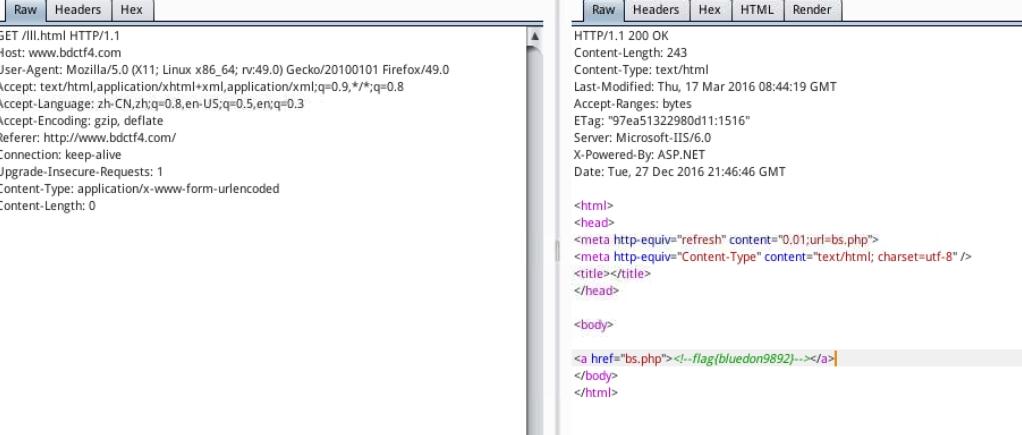 Raw Headers Hex
GET /lll.html HTTP/1.1
Host: www.bdctf4.com
User-Agent: Mozilla/5.0 (X11; Linux x86_64; rv:49.0) Gecko/20100101 Firefox/49.0
Accept: text/html,application/xhtml+xml,application/xml;q=0.9,*/*;q=0.8
Accept-Language: zh-CN,zh;q=0.8,en-US;q=0.5,en;q=0.3
Accept-Encoding: gzip, deflate
Referer: http://www.bdctf4.com/
Connection: keep-alive
Upgrade-Insecure-Requests: 1
Content-Type: application/x-www-form-urlencoded
Content-Length: 0
Raw Headers Hex HTML Render
HTTP/1.1 200 OK
Content-Length: 243
Content-Type: text/html
Last-Modified: Thu, 17 Mar 2016 08:44:19 GMT
Accept-Ranges: bytes
ETag: "97ea51322980d11:1516"
Server: Microsoft-IIS/6.0
X-Powered-By: ASP.NET
Date: Tue, 27 Dec 2016 21:46:46 GMT
<html>
<head>
<meta http-equiv="refresh" content="0.01;url=bs.php">
<meta http-equiv="Content-Type" content="text/html; charset=utf-8" />
<title></title>
</head>
<body>
<a href="bs.php"><!--flag{bluedon9892}--></a>
</body>
</html>